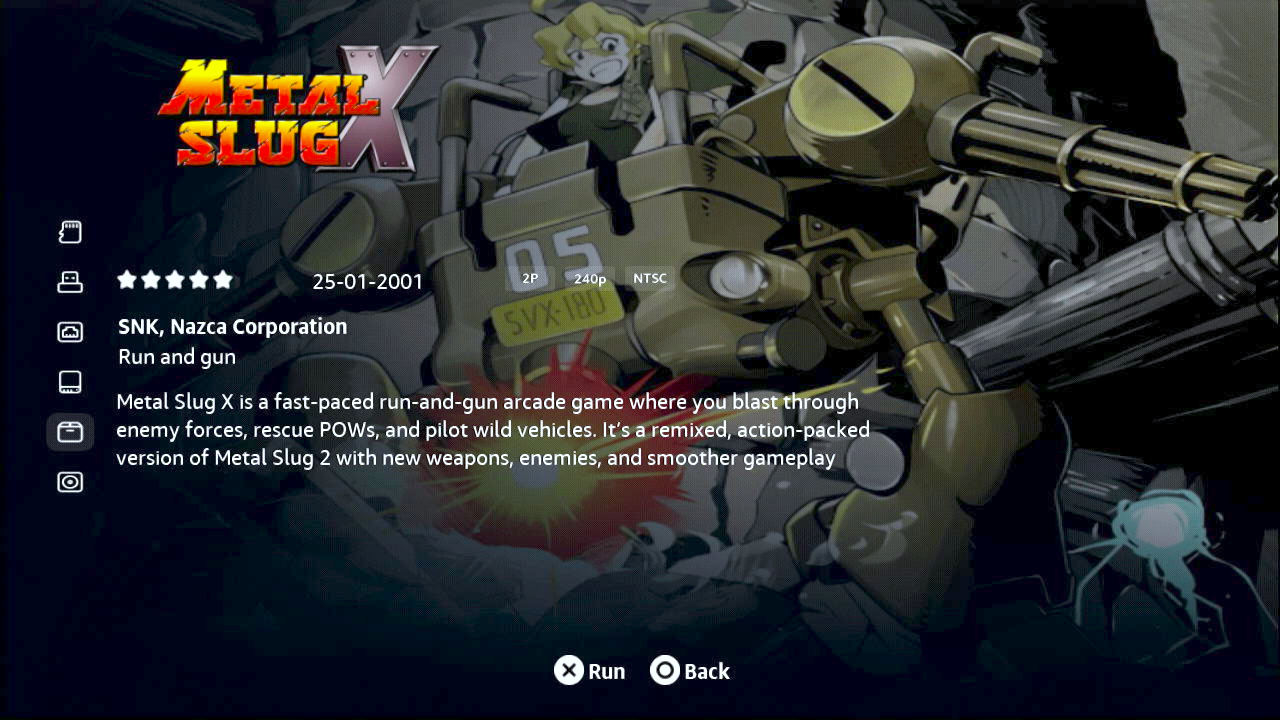 METAL
SLUG X
05
SVX-180
25-01-2001
2P
240p
NTSC
SNK, Nazca Corporation
Run and gun
Metal Slug X is a fast-paced run-and-gun arcade game where you blast through
enemy forces, rescue POWs, and pilot wild vehicles. It’s a remixed, action-packed
version of Metal Slug 2 with new weapons, enemies, and smoother gameplay
Run
Back